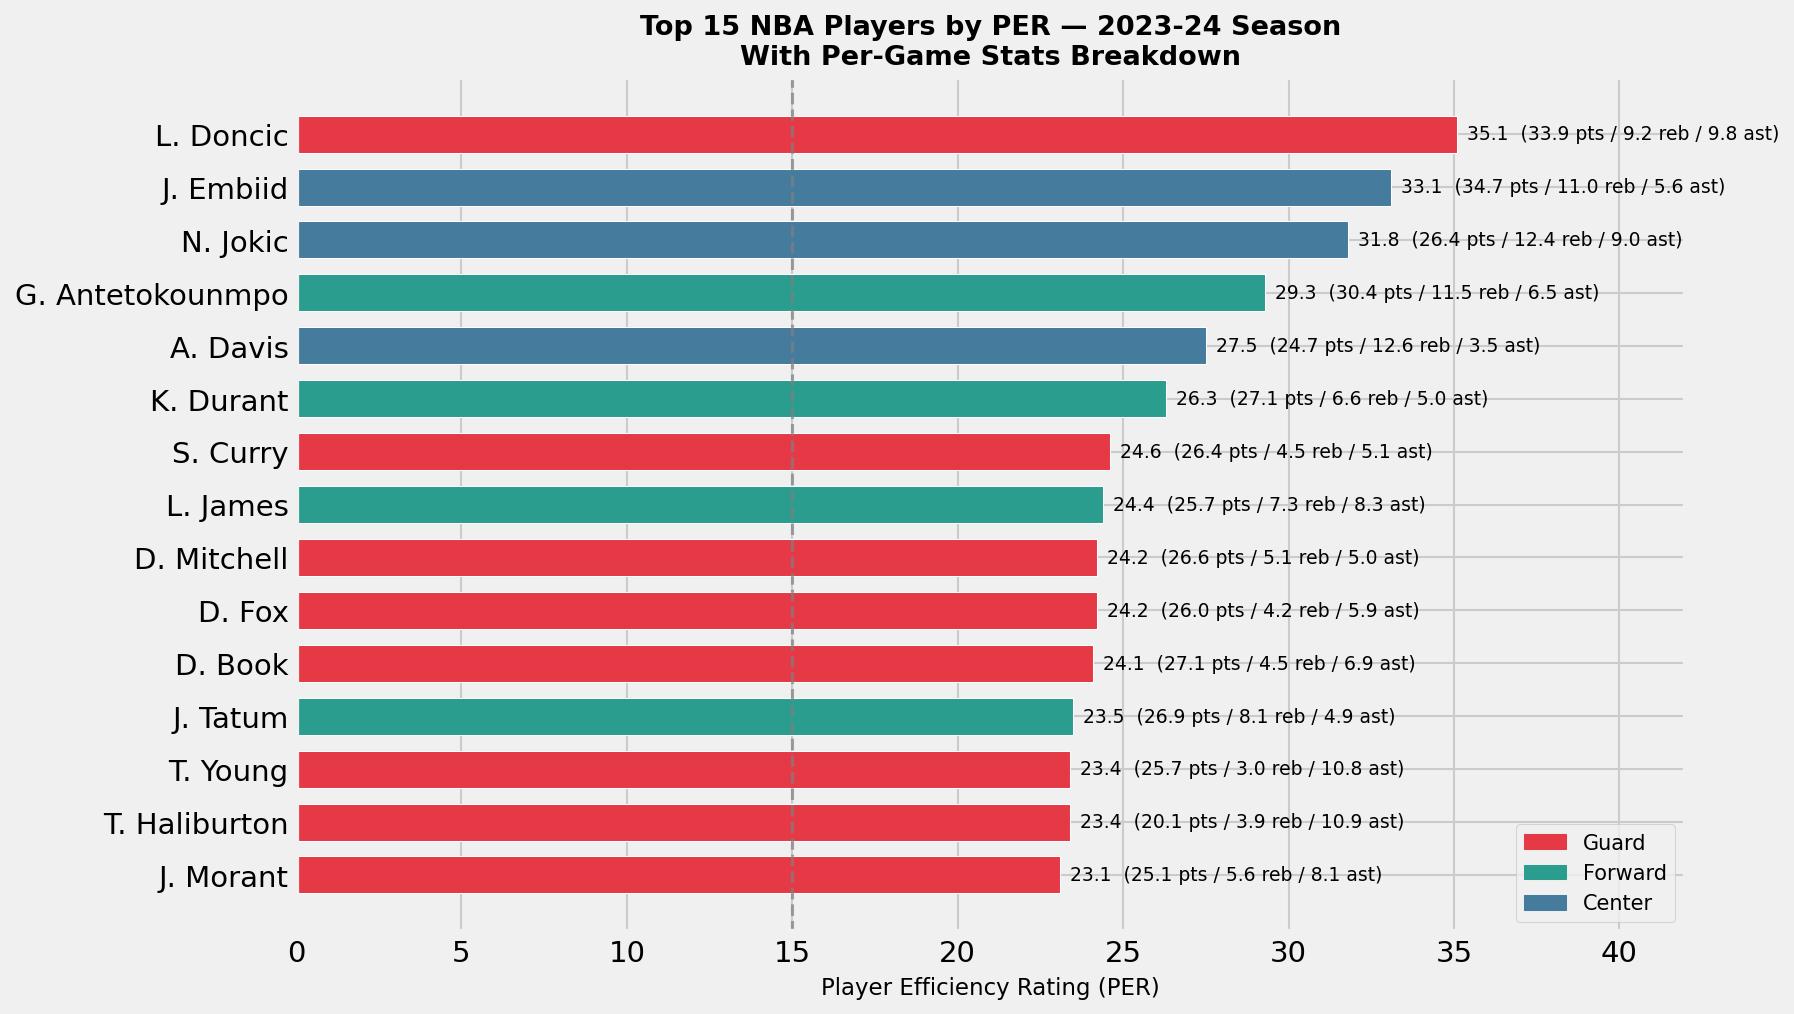 Top 15 NBA Players by PER — 2023-24 Season
With Per-Game Stats Breakdown
L. Doncic 35.1 (33.9 pts / 9.2 reb / 9.8 ast)
J. Embiid 33.1 (34.7 pts / 11.0 reb / 5.6 ast)
N. Jokic 31.8 (26.4 pts / 12.4 reb / 9.0 ast)
G. Antetokounmpo 29.3 (30.4 pts / 11.5 reb / 6.5 ast)
A. Davis 27.5 (24.7 pts / 12.6 reb / 3.5 ast)
K. Durant 26.3 (27.1 pts / 6.6 reb / 5.0 ast)
S. Curry 24.6 (26.4 pts / 4.5 reb / 5.1 ast)
L. James 24.4 (25.7 pts / 7.3 reb / 8.3 ast)
D. Mitchell 24.2 (26.6 pts / 5.1 reb / 5.0 ast)
D. Fox 24.2 (26.0 pts / 4.2 reb / 5.9 ast)
D. Book 24.1 (27.1 pts / 4.5 reb / 6.9 ast)
J. Tatum 23.5 (26.9 pts / 8.1 reb / 4.9 ast)
T. Young 23.4 (25.7 pts / 3.0 reb / 10.8 ast)
T. Haliburton 23.4 (20.1 pts / 3.9 reb / 10.9 ast)
J. Morant 23.1 (25.1 pts / 5.6 reb / 8.1 ast)
Guard
Forward
Center
0 5 10 15 20 25 30 35 40
Player Efficiency Rating (PER)